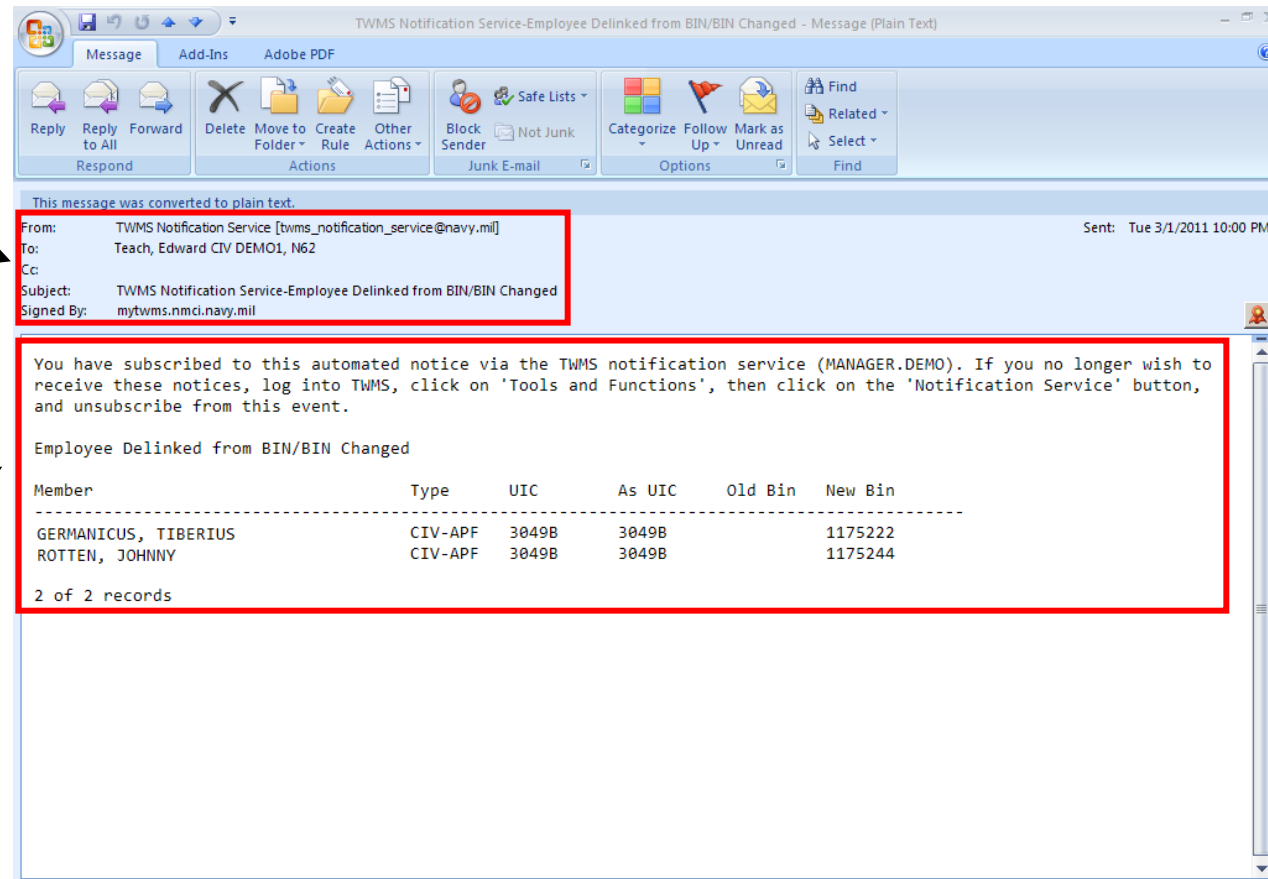 TWMS Notification Service-Employee Delinked from BIN/BIN Changed - Message (Plain Text)
Message Add-Ins Adobe PDF
Reply Reply to All Forward Delete Move to Folder Create Rule Other Actions Block Sender Safe Lists Not Junk Categorize Follow Up Mark as Unread Find Related Select
Respond Actions Junk E-mail Options Find
This message was converted to plain text.
From: TWMS Notification Service [twms_notification_service@navy.mil] Sent: Tue 3/1/2011 10:00 PM
To: Teach, Edward CIV DEMO1, N62
Cc:
Subject: TWMS Notification Service-Employee Delinked from BIN/BIN Changed
Signed By: mytwms.nmci.navy.mil
You have subscribed to this automated notice via the TWMS notification service (MANAGER.DEMO). If you no longer wish to
receive these notices, log into TWMS, click on 'Tools and Functions', then click on the 'Notification Service' button,
and unsubscribe from this event.
Employee Delinked from BIN/BIN Changed
Member Type UIC As UIC Old Bin New Bin
---------------------------------------------------------------------------------------------
GERMANICUS, TIBERIUS CIV-APF 3049B 3049B 1175222
ROTTEN, JOHNNY CIV-APF 3049B 3049B 1175244
2 of 2 records